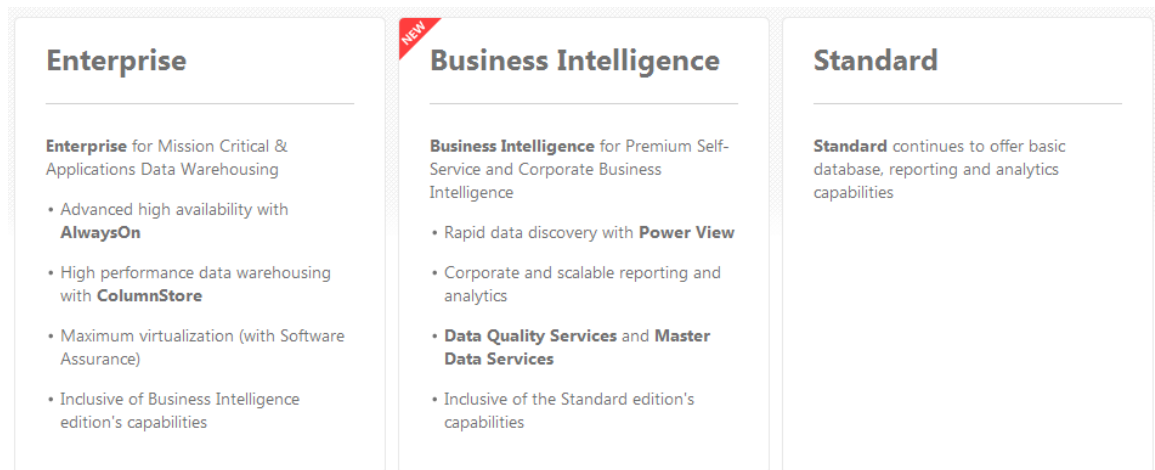 Enterprise
Enterprise for Mission Critical &
Applications Data Warehousing
• Advanced high availability with
AlwaysOn
• High performance data warehousing
with ColumnStore
• Maximum virtualization (with Software
Assurance)
• Inclusive of Business Intelligence
edition's capabilities
NEW
Business Intelligence
Business Intelligence for Premium Self-
Service and Corporate Business
Intelligence
• Rapid data discovery with Power View
• Corporate and scalable reporting and
analytics
• Data Quality Services and Master
Data Services
• Inclusive of the Standard edition's
capabilities
Standard
Standard continues to offer basic
database, reporting and analytics
capabilities